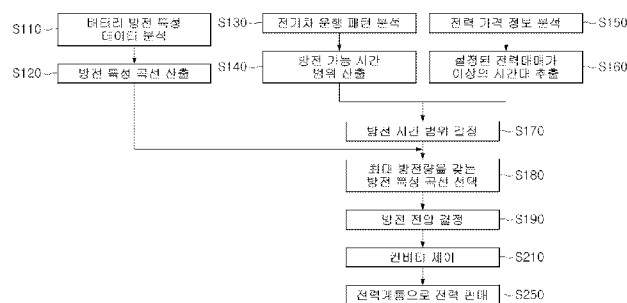 S110
배터리 방전 특성
데이터 분석
S120
방전 특성 곡선 산출
S130
전기차 운행 패턴 분석
S140
방전 가능 시간
범위 산출
S150
전력 가격 정보 분석
S160
설정된 전력매매가
이상의 시간대 추출
방전 시간 범위 결정
S170
최대 방전량을 갖는
방전 특성 곡선 선택
S180
방전 전압 결정
S190
컨버터 제어
S210
전력계통으로 전력 판매
S250